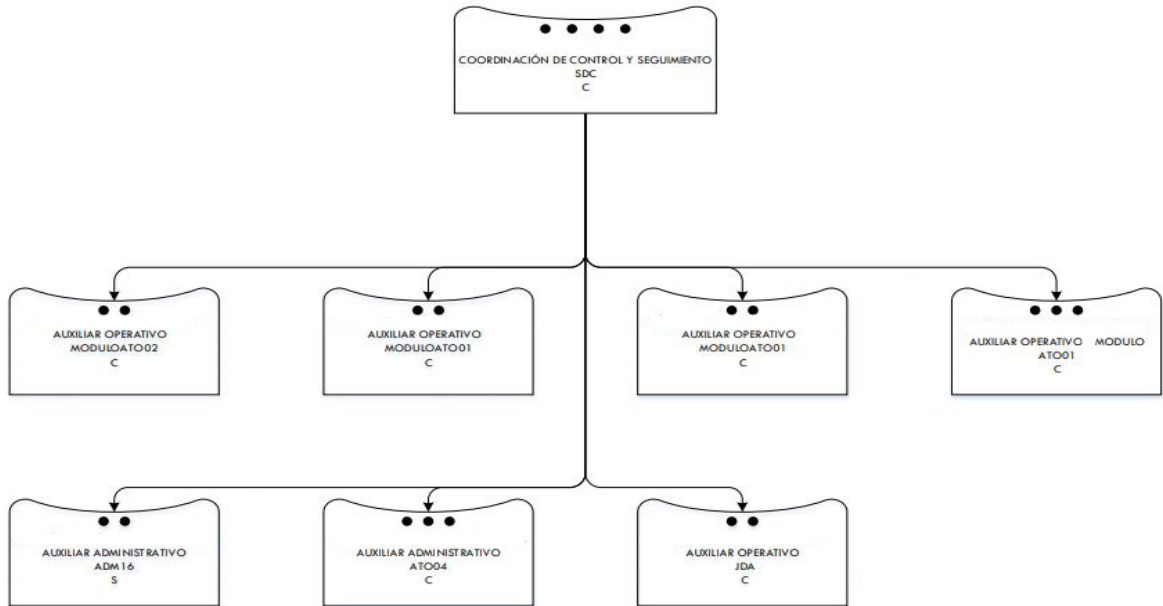 COORDINACIÓN DE CONTROL Y SEGUIMIENTO
SDC
C
AUXILIAR OPERATIVO
MODULOATO02
C
AUXILIAR OPERATIVO
MODULOATO01
C
AUXILIAR OPERATIVO
MODULOATO01
C
AUXILIAR OPERATIVO MODULO
ATO01
C
AUXILIAR ADMINISTRATIVO
ADM16
S
AUXILIAR ADMINISTRATIVO
ATO04
C
AUXILIAR OPERATIVO
JDA
C